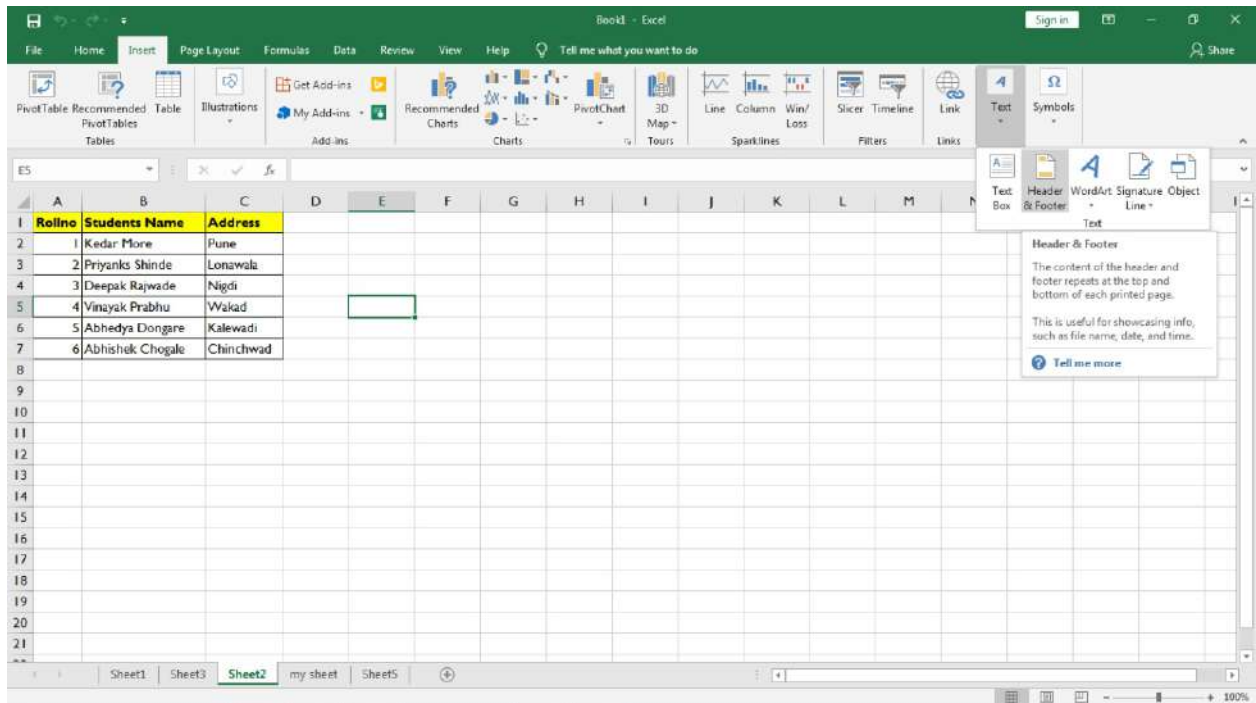 Book1 - Excel
Sign in
File Home Insert Page Layout Formulas Data Review View Help Tell me what you want to do
Share
PivotTable Recommended PivotTables Table
Tables
Illustrations
Get Add-ins
My Add-ins
Add-ins
Recommended Charts
PivotChart
Charts
3D Map
Tours
Line Column Win/Loss
Sparklines
Slicer Timeline
Filters
Link
Links
Text
Symbols
Text Box Header & Footer WordArt Signature Line Object
Text
Header & Footer
The content of the header and
footer repeats at the top and
bottom of each printed page.
This is useful for showcasing info,
such as file name, date, and time.
Tell me more
E5 fx
A B C D E F G H I J K L M
1 Rollno Students Name Address
2 1 Kedar More Pune
3 2 Priyanks Shinde Lonawala
4 3 Deepak Rajwade Nigdi
5 4 Vinayak Prabhu Wakad
6 5 Abhedya Dongare Kalewadi
7 6 Abhishek Chogale Chinchwad
8
9
10
11
12
13
14
15
16
17
18
19
20
21
Sheet1 Sheet3 Sheet2 my sheet Sheet5
100%